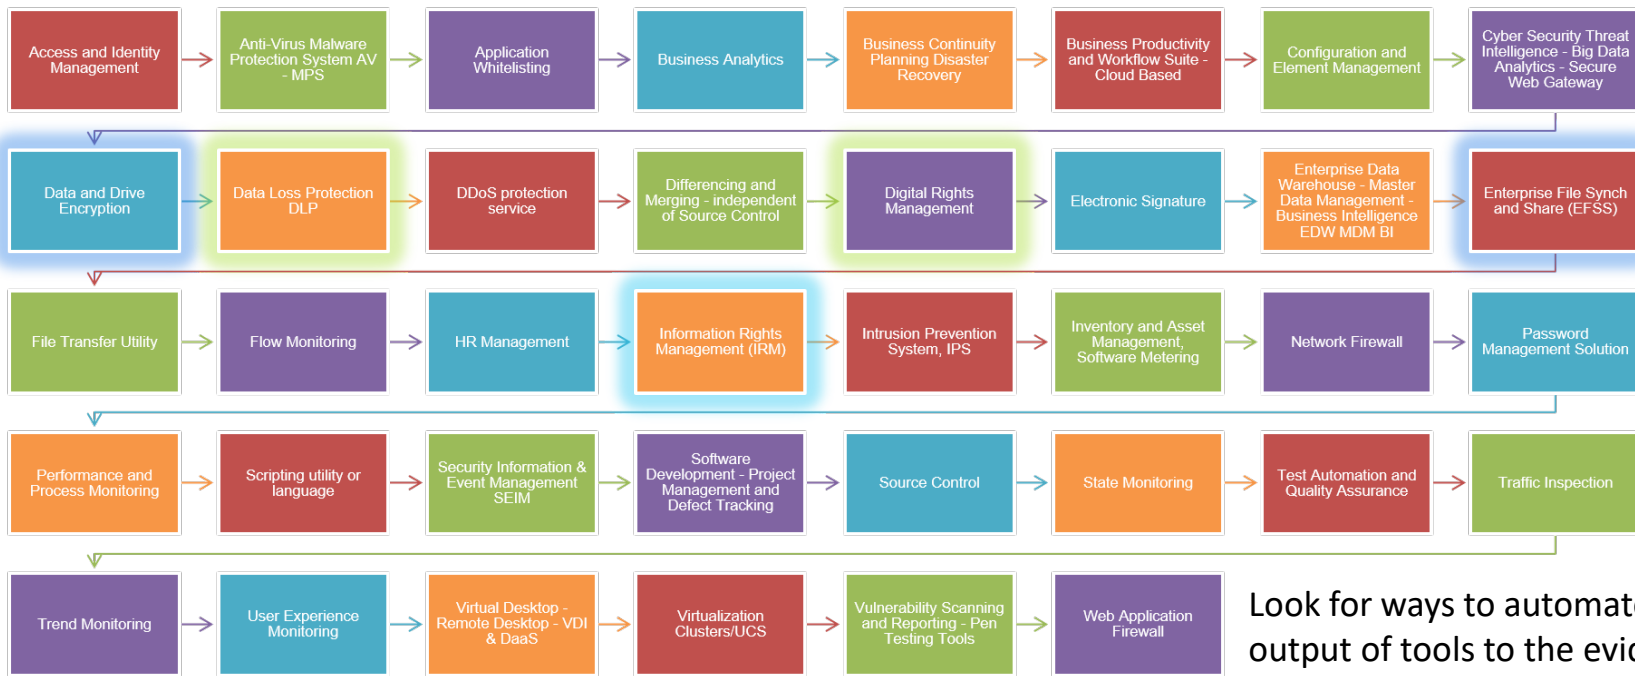 Access and Identity
Management
Anti-Virus Malware
Protection System AV
- MPS
Application
Whitelisting
Business Analytics
Business Continuity
Planning Disaster
Recovery
Business Productivity
and Workflow Suite -
Cloud Based
Configuration and
Element Management
Cyber Security Threat
Intelligence - Big Data
Analytics - Secure
Web Gateway
Data and Drive
Encryption
Data Loss Protection
DLP
DDoS protection
service
Differencing and
Merging - independent
of Source Control
Digital Rights
Management
Electronic Signature
Enterprise Data
Warehouse - Master
Data Management -
Business Intelligence
EDW MDM BI
Enterprise File Synch
and Share (EFSS)
File Transfer Utility
Flow Monitoring
HR Management
Information Rights
Management (IRM)
Intrusion Prevention
System, IPS
Inventory and Asset
Management,
Software Metering
Network Firewall
Password
Management Solution
Performance and
Process Monitoring
Scripting utility or
language
Security Information &
Event Management
SEIM
Software
Development - Project
Management and
Defect Tracking
Source Control
State Monitoring
Test Automation and
Quality Assurance
Traffic Inspection
Trend Monitoring
User Experience
Monitoring
Virtual Desktop -
Remote Desktop - VDI
& DaaS
Virtualization
Clusters/UCS
Vulnerability Scanning
and Reporting - Pen
Testing Tools
Web Application
Firewall
Look for ways to automate
output of tools to the